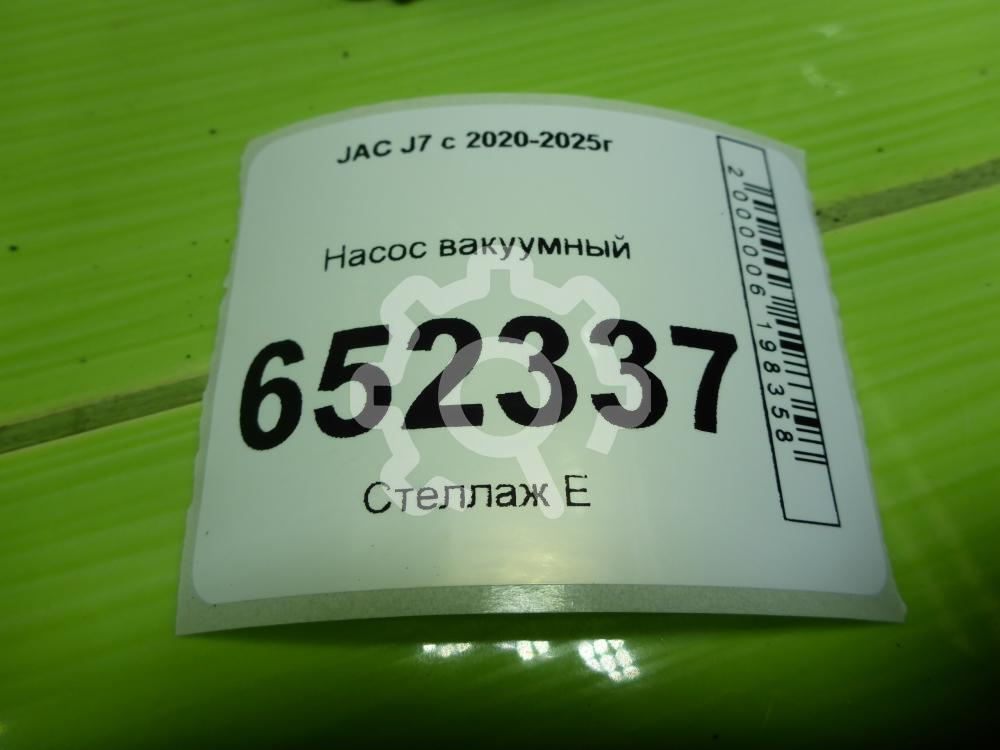 JAC J7 с 2020-2025г
Насос вакуумный
652337
Стеллаж Е
2000006198358